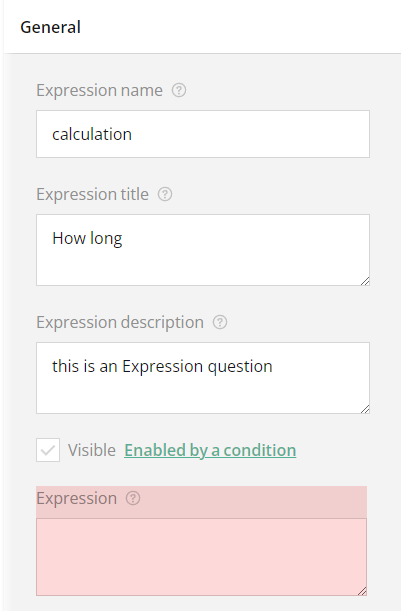 General
Expression name ?
calculation
Expression title ?
How long
Expression description ?
this is an Expression question
Visible Enabled by a condition
Expression ?